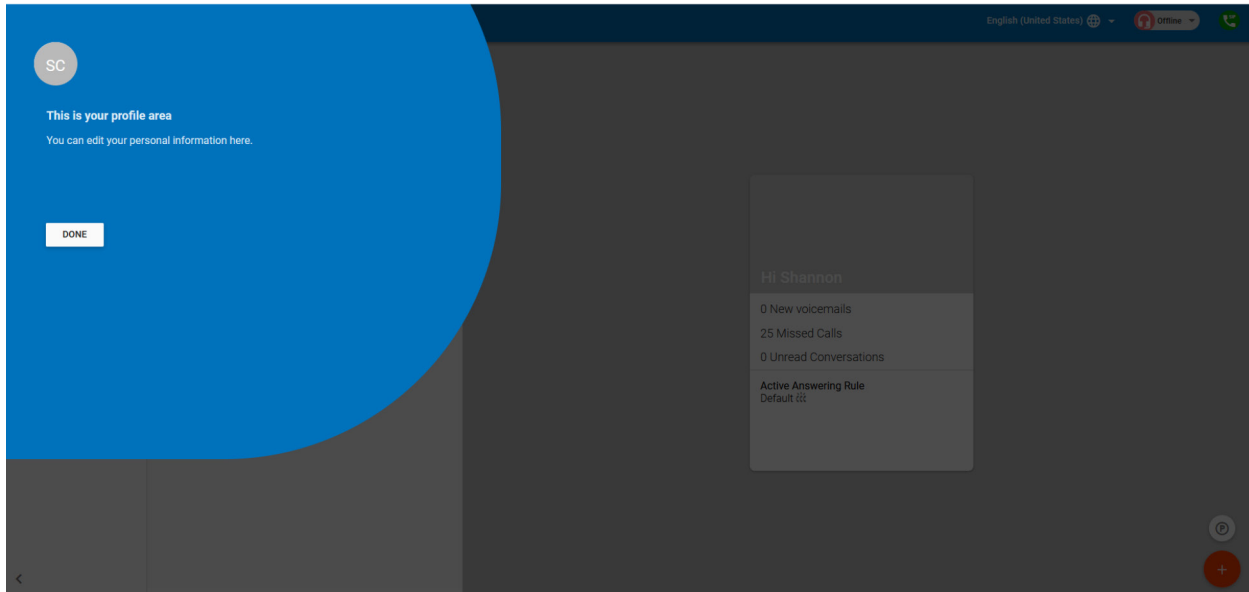 English (United States)
Offline
SC
This is your profile area
You can edit your personal information here.
DONE
Hi Shannon
0 New voicemails
25 Missed Calls
0 Unread Conversations
Active Answering Rule
Default
P